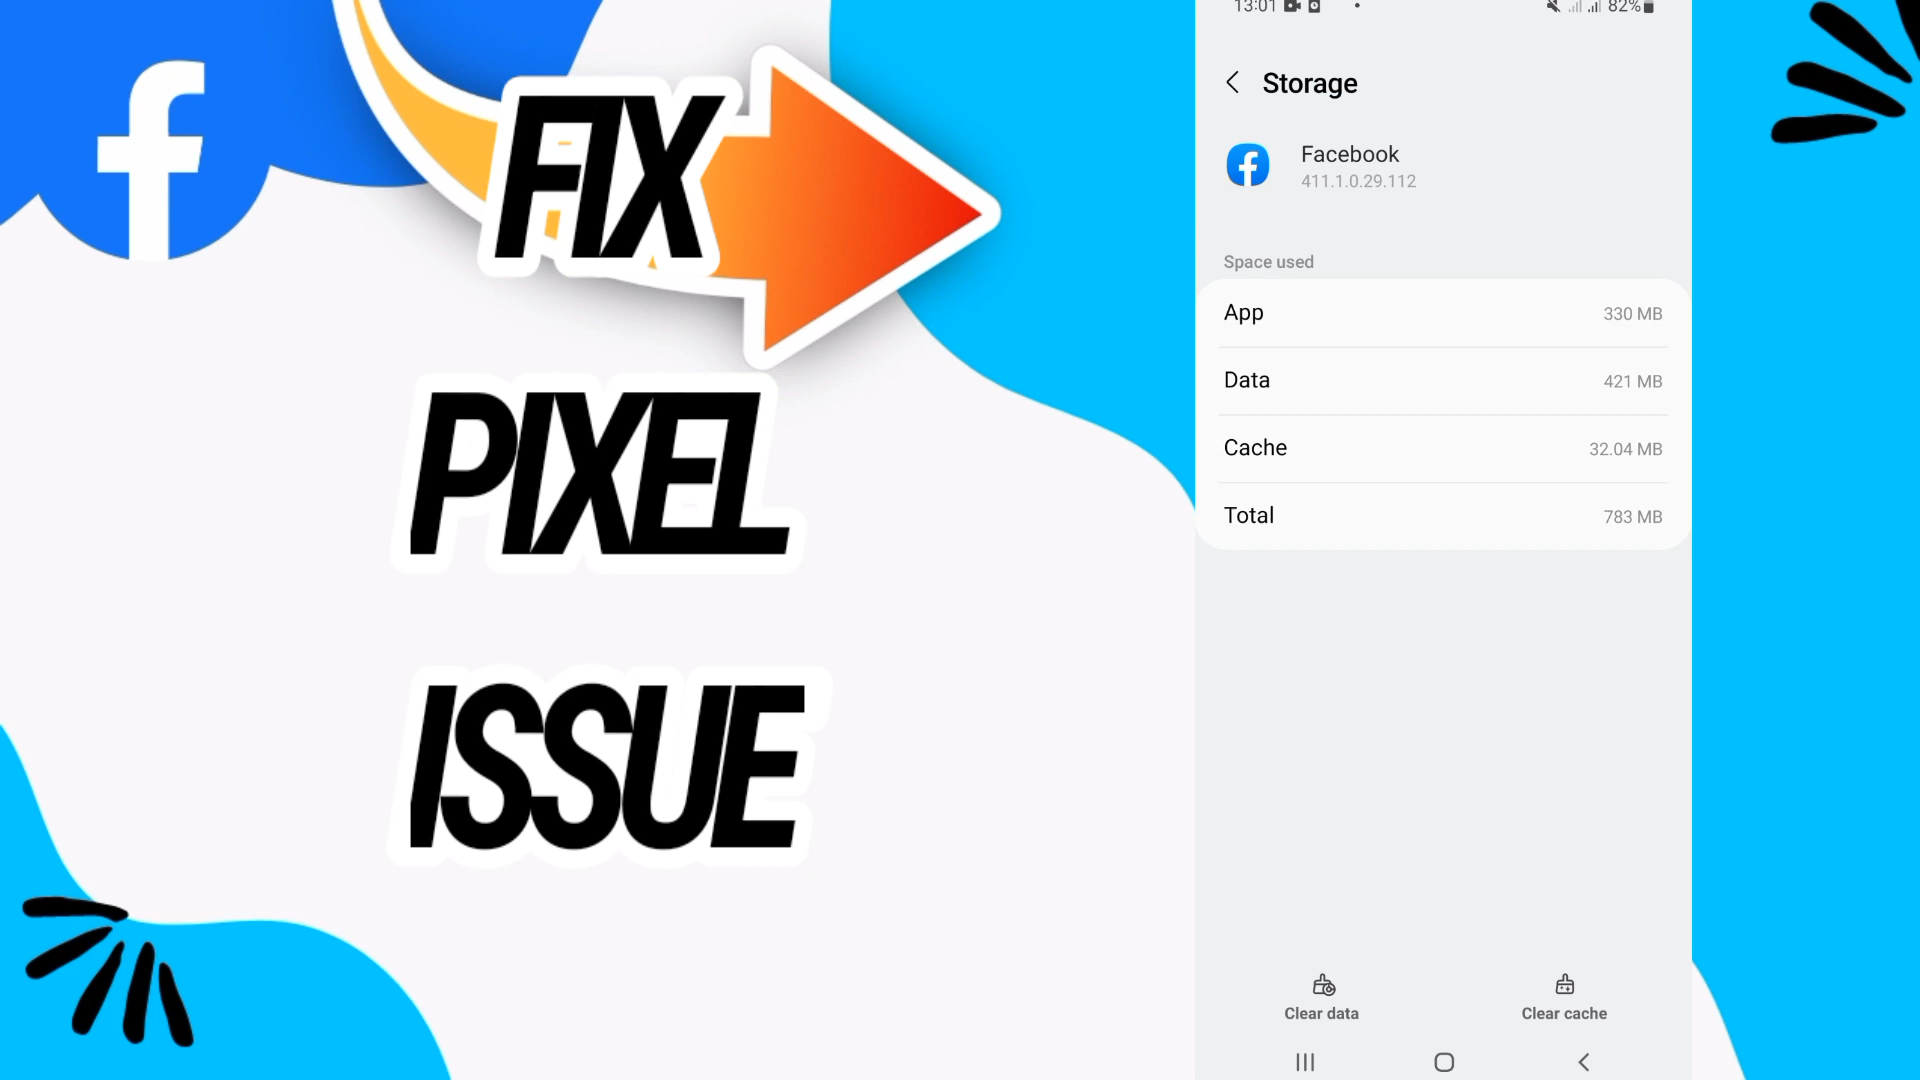 FIX
PIXEL
ISSUE
13:01 82%
Storage
Facebook
411.1.0.29.112
Space used
App 330 MB
Data 421 MB
Cache 32.04 MB
Total 783 MB
Clear data Clear cache